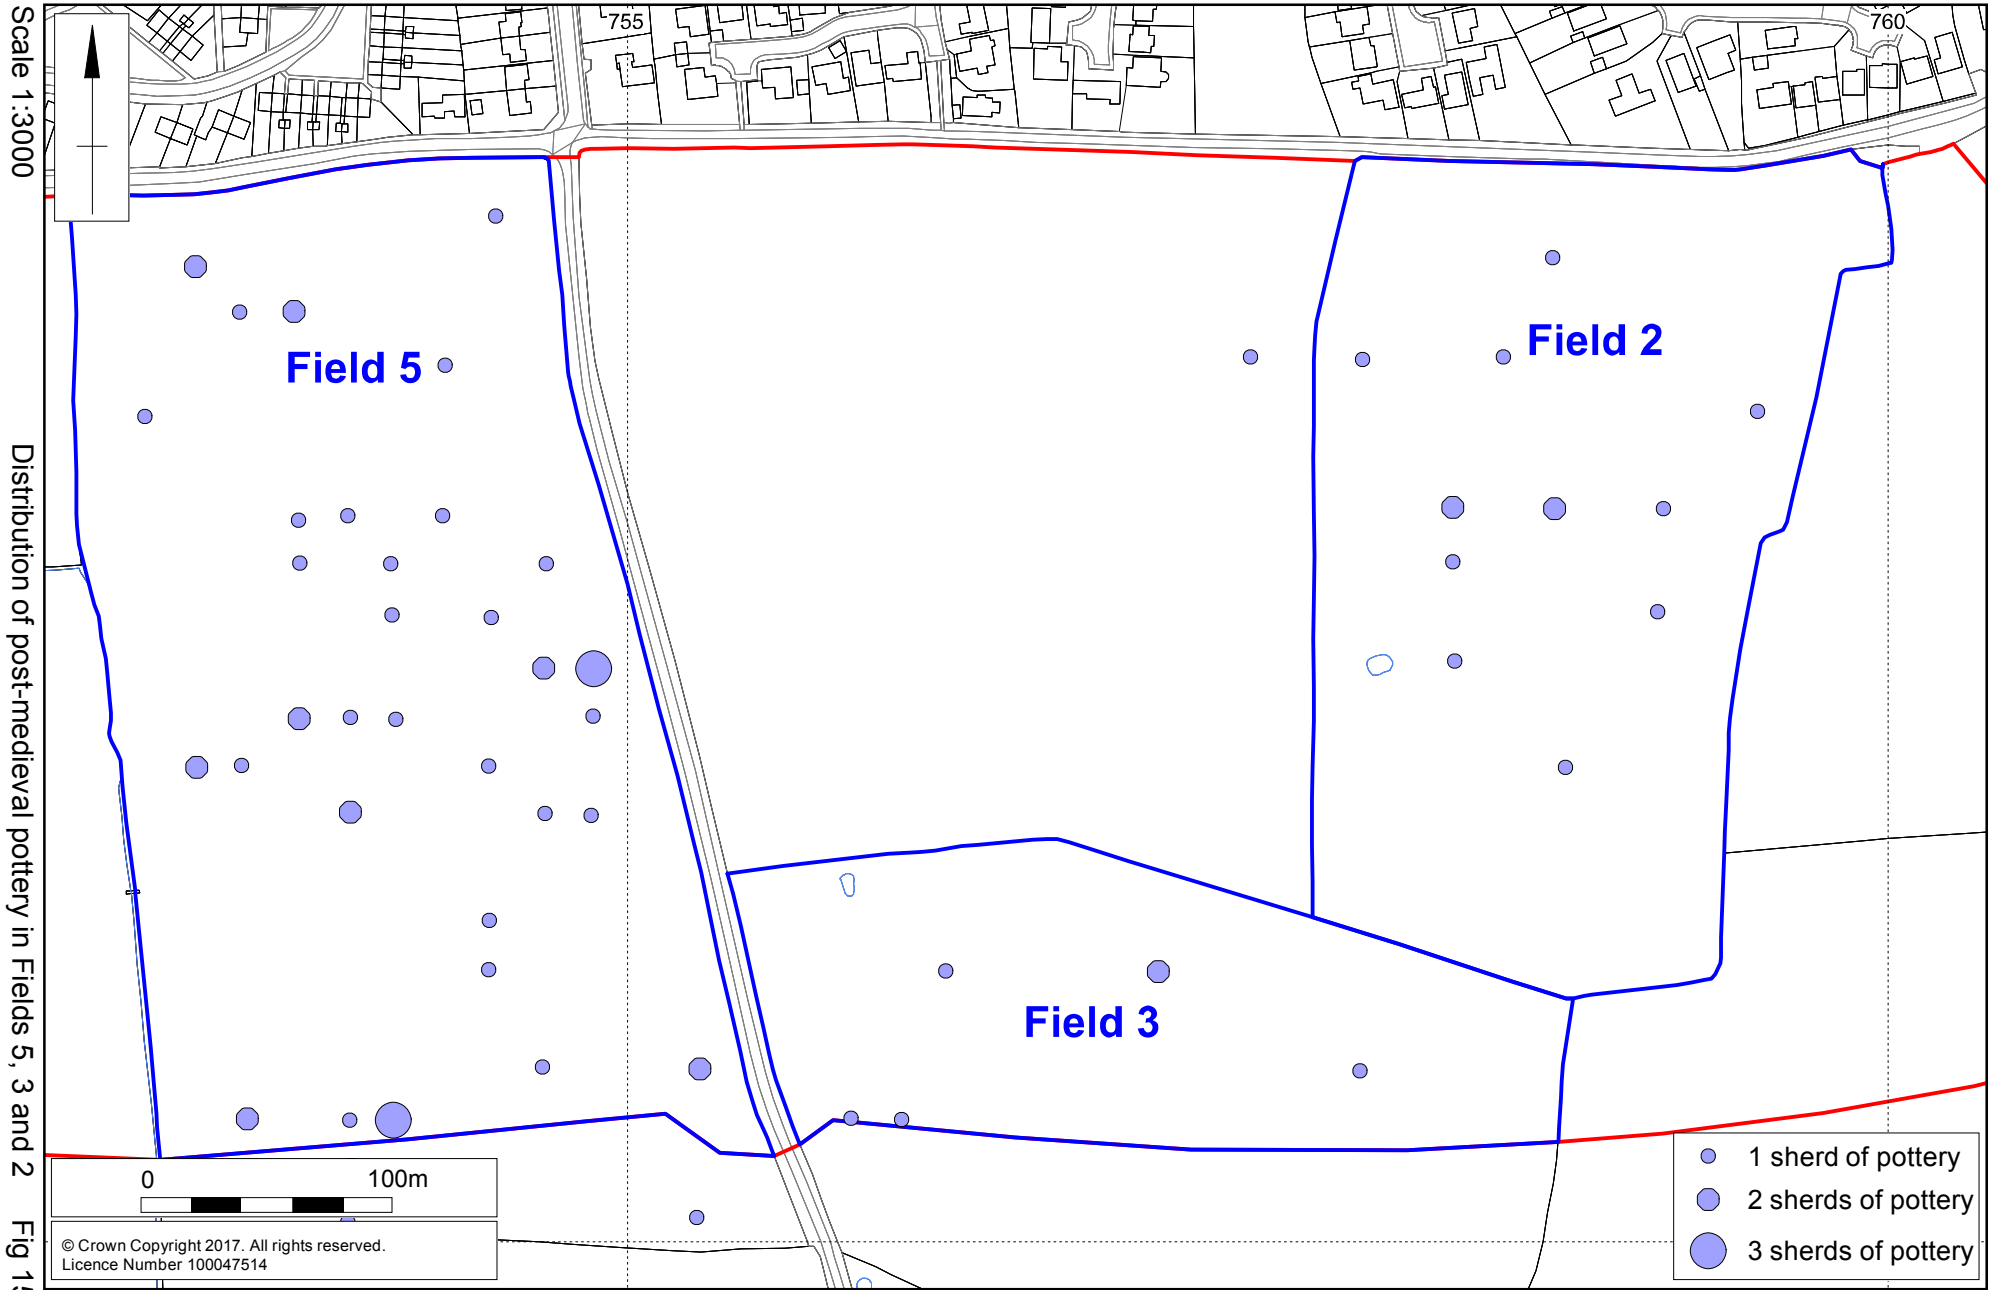 Scale 1:3000
Distribution of post-medieval pottery in Fields 5, 3 and 2
Fig 15
755
760
Field 5
Field 2
Field 3
0 100m
© Crown Copyright 2017. All rights reserved.
Licence Number 100047514
1 sherd of pottery
2 sherds of pottery
3 sherds of pottery